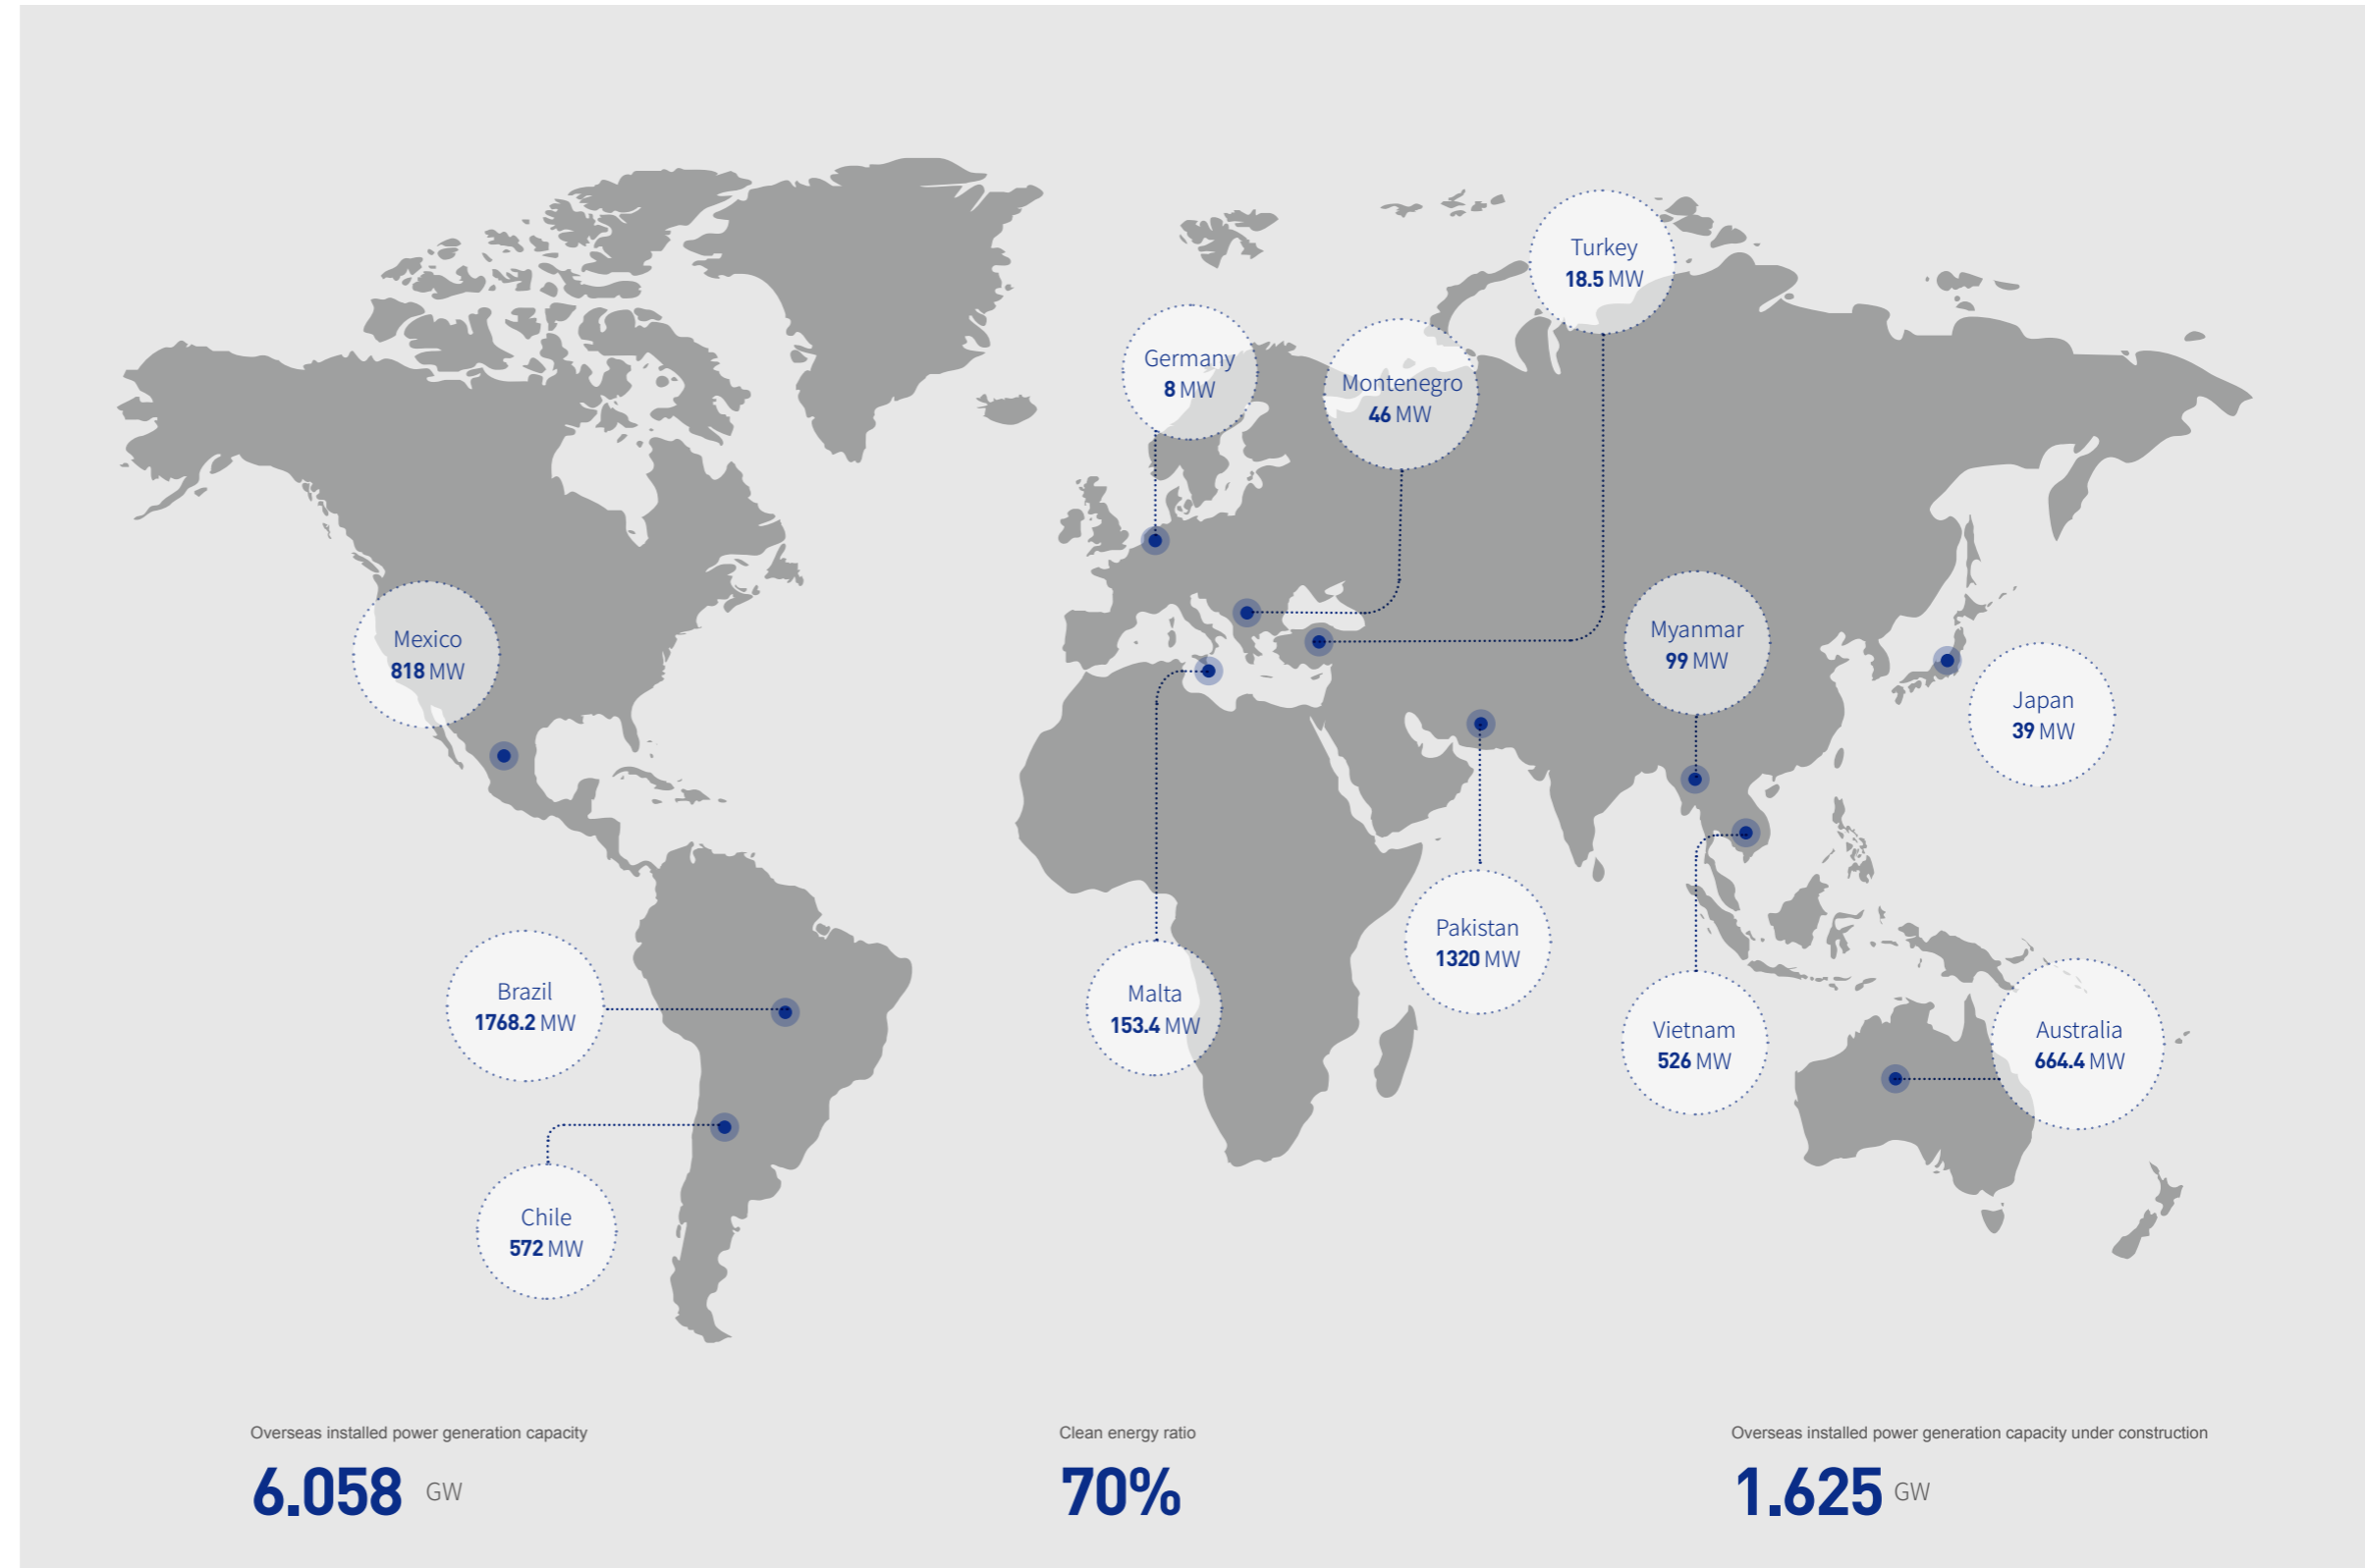 Turkey
18.5 MW
Germany
8 MW
Montenegro
46 MW
Mexico
818 MW
Myanmar
99 MW
Japan
39 MW
Pakistan
1320 MW
Brazil
1768.2 MW
Malta
153.4 MW
Vietnam
526 MW
Australia
664.4 MW
Chile
572 MW
Overseas installed power generation capacity
6.058 GW
Clean energy ratio
70%
Overseas installed power generation capacity under construction
1.625 GW